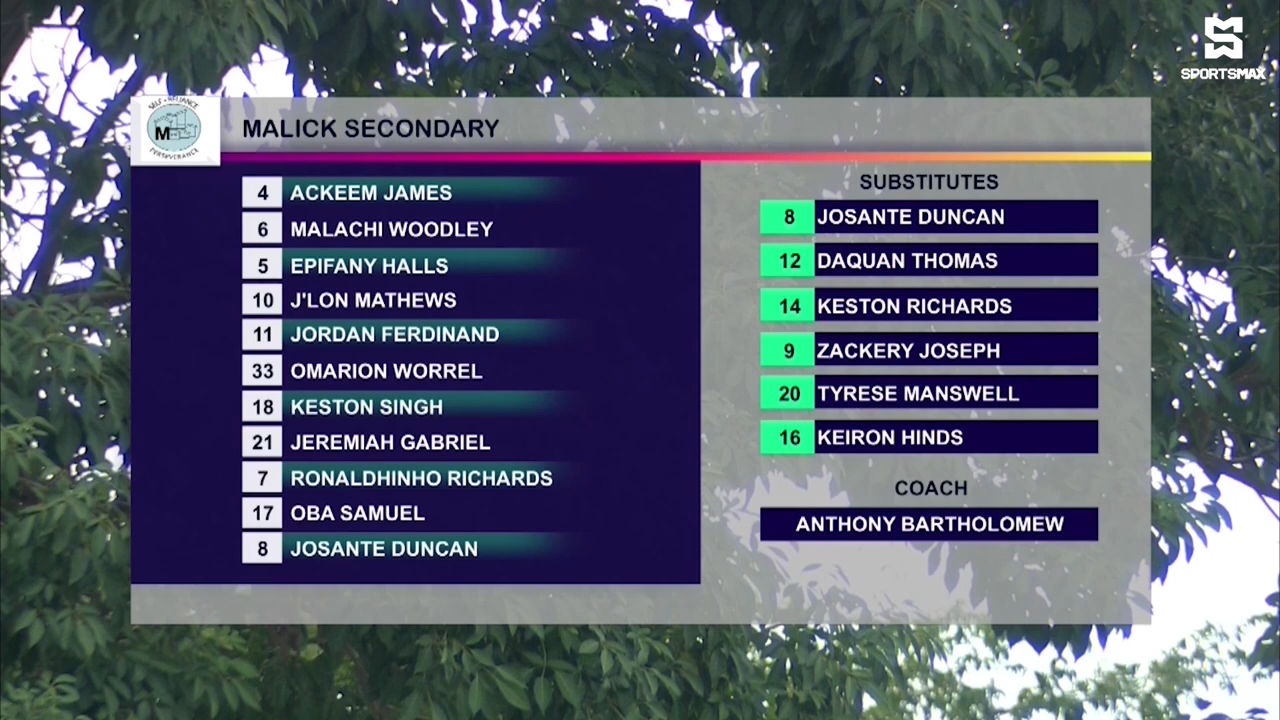 SPORTSMAX
SELF-RELIANCE
M
PERSEVERANCE
MALICK SECONDARY
4 ACKEEM JAMES
6 MALACHI WOODLEY
5 EPIFANY HALLS
10 J'LON MATHEWS
11 JORDAN FERDINAND
33 OMARION WORREL
18 KESTON SINGH
21 JEREMIAH GABRIEL
7 RONALDHINHO RICHARDS
17 OBA SAMUEL
8 JOSANTE DUNCAN
SUBSTITUTES
8 JOSANTE DUNCAN
12 DAQUAN THOMAS
14 KESTON RICHARDS
9 ZACKERY JOSEPH
20 TYRESE MANSWELL
16 KEIRON HINDS
COACH
ANTHONY BARTHOLOMEW